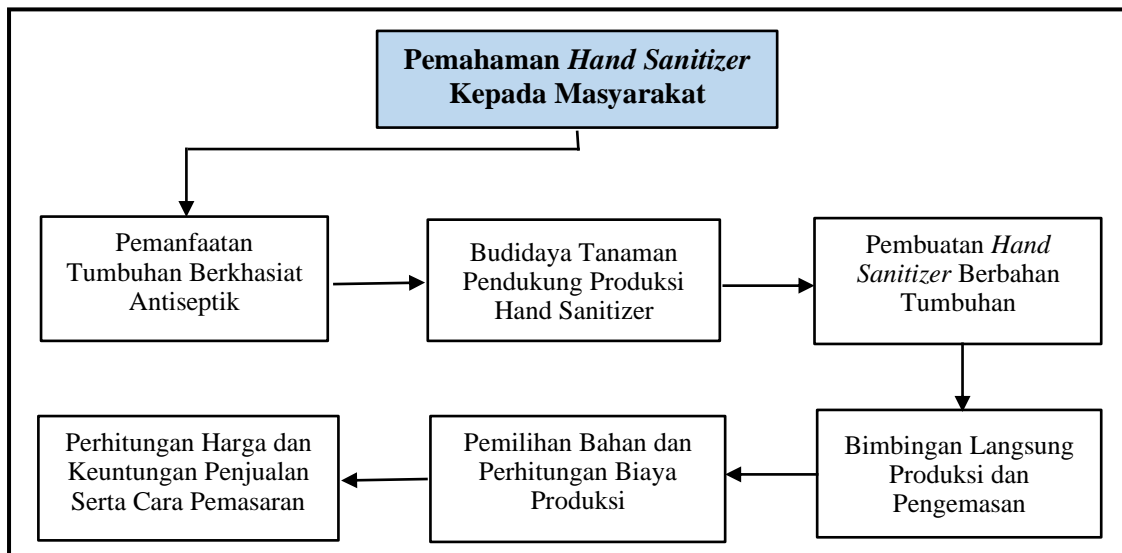 Pemahaman Hand Sanitizer
Kepada Masyarakat
Pemanfaatan
Tumbuhan Berkhasiat
Antiseptik
Budidaya Tanaman
Pendukung Produksi
Hand Sanitizer
Pembuatan Hand
Sanitizer Berbahan
Tumbuhan
Bimbingan Langsung
Produksi dan
Pengemasan
Pemilihan Bahan dan
Perhitungan Biaya
Produksi
Perhitungan Harga dan
Keuntungan Penjualan
Serta Cara Pemasaran